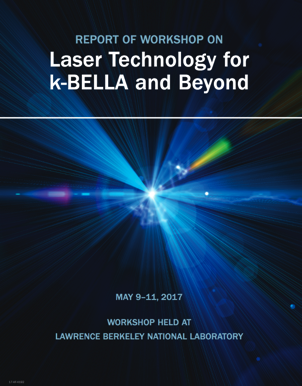 REPORT OF WORKSHOP ON
Laser Technology for
k-BELLA and Beyond
MAY 9–11, 2017
WORKSHOP HELD AT
LAWRENCE BERKELEY NATIONAL LABORATORY